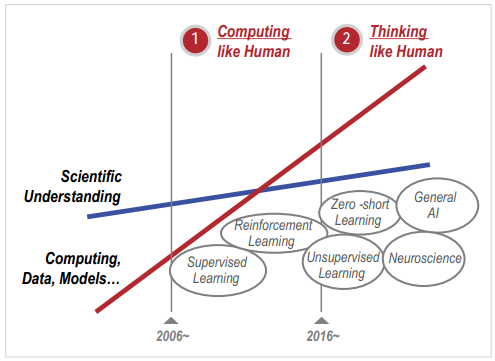 1 Computing
like Human
2 Thinking
like Human
Scientific
Understanding
Computing,
Data, Models...
Zero -short
Learning
General
AI
Reinforcement
Learning
Supervised
Learning
Unsupervised
Learning
Neuroscience
2006~
2016~